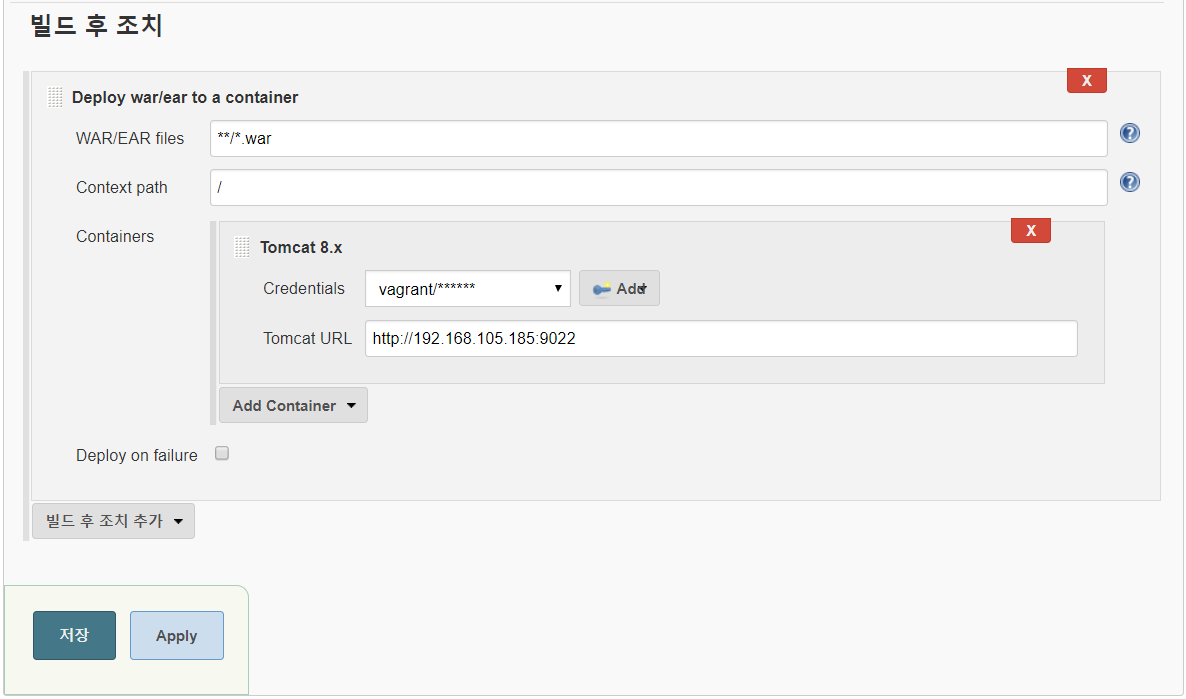 빌드 후 조치
X
Deploy war/ear to a container
WAR/EAR files
**/*.war
?
Context path
/
?
Containers
X
Tomcat 8.x
Credentials
vagrant/******
Add
Tomcat URL
http://192.168.105.185:9022
Add Container
Deploy on failure
빌드 후 조치 추가
저장
Apply